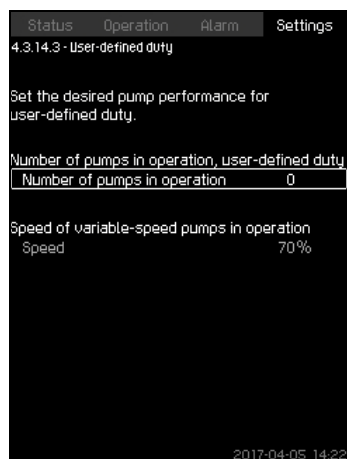 Status Operation Alarm Settings
4.3.14.3 - User-defined duty
Set the desired pump performance for
user-defined duty.
Number of pumps in operation, user-defined duty
Number of pumps in operation 0
Speed of variable-speed pumps in operation
Speed 70%
2017-04-05 14:22